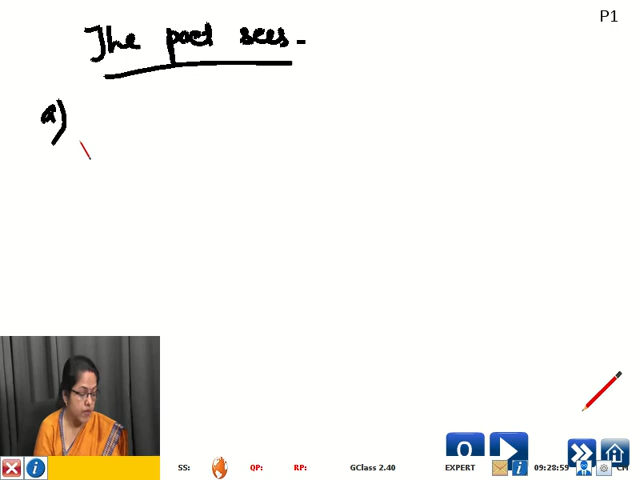 P1
The poet sees -
a)
SS:
QP:
RP:
GClass 2.40
EXPERT
09:28:59